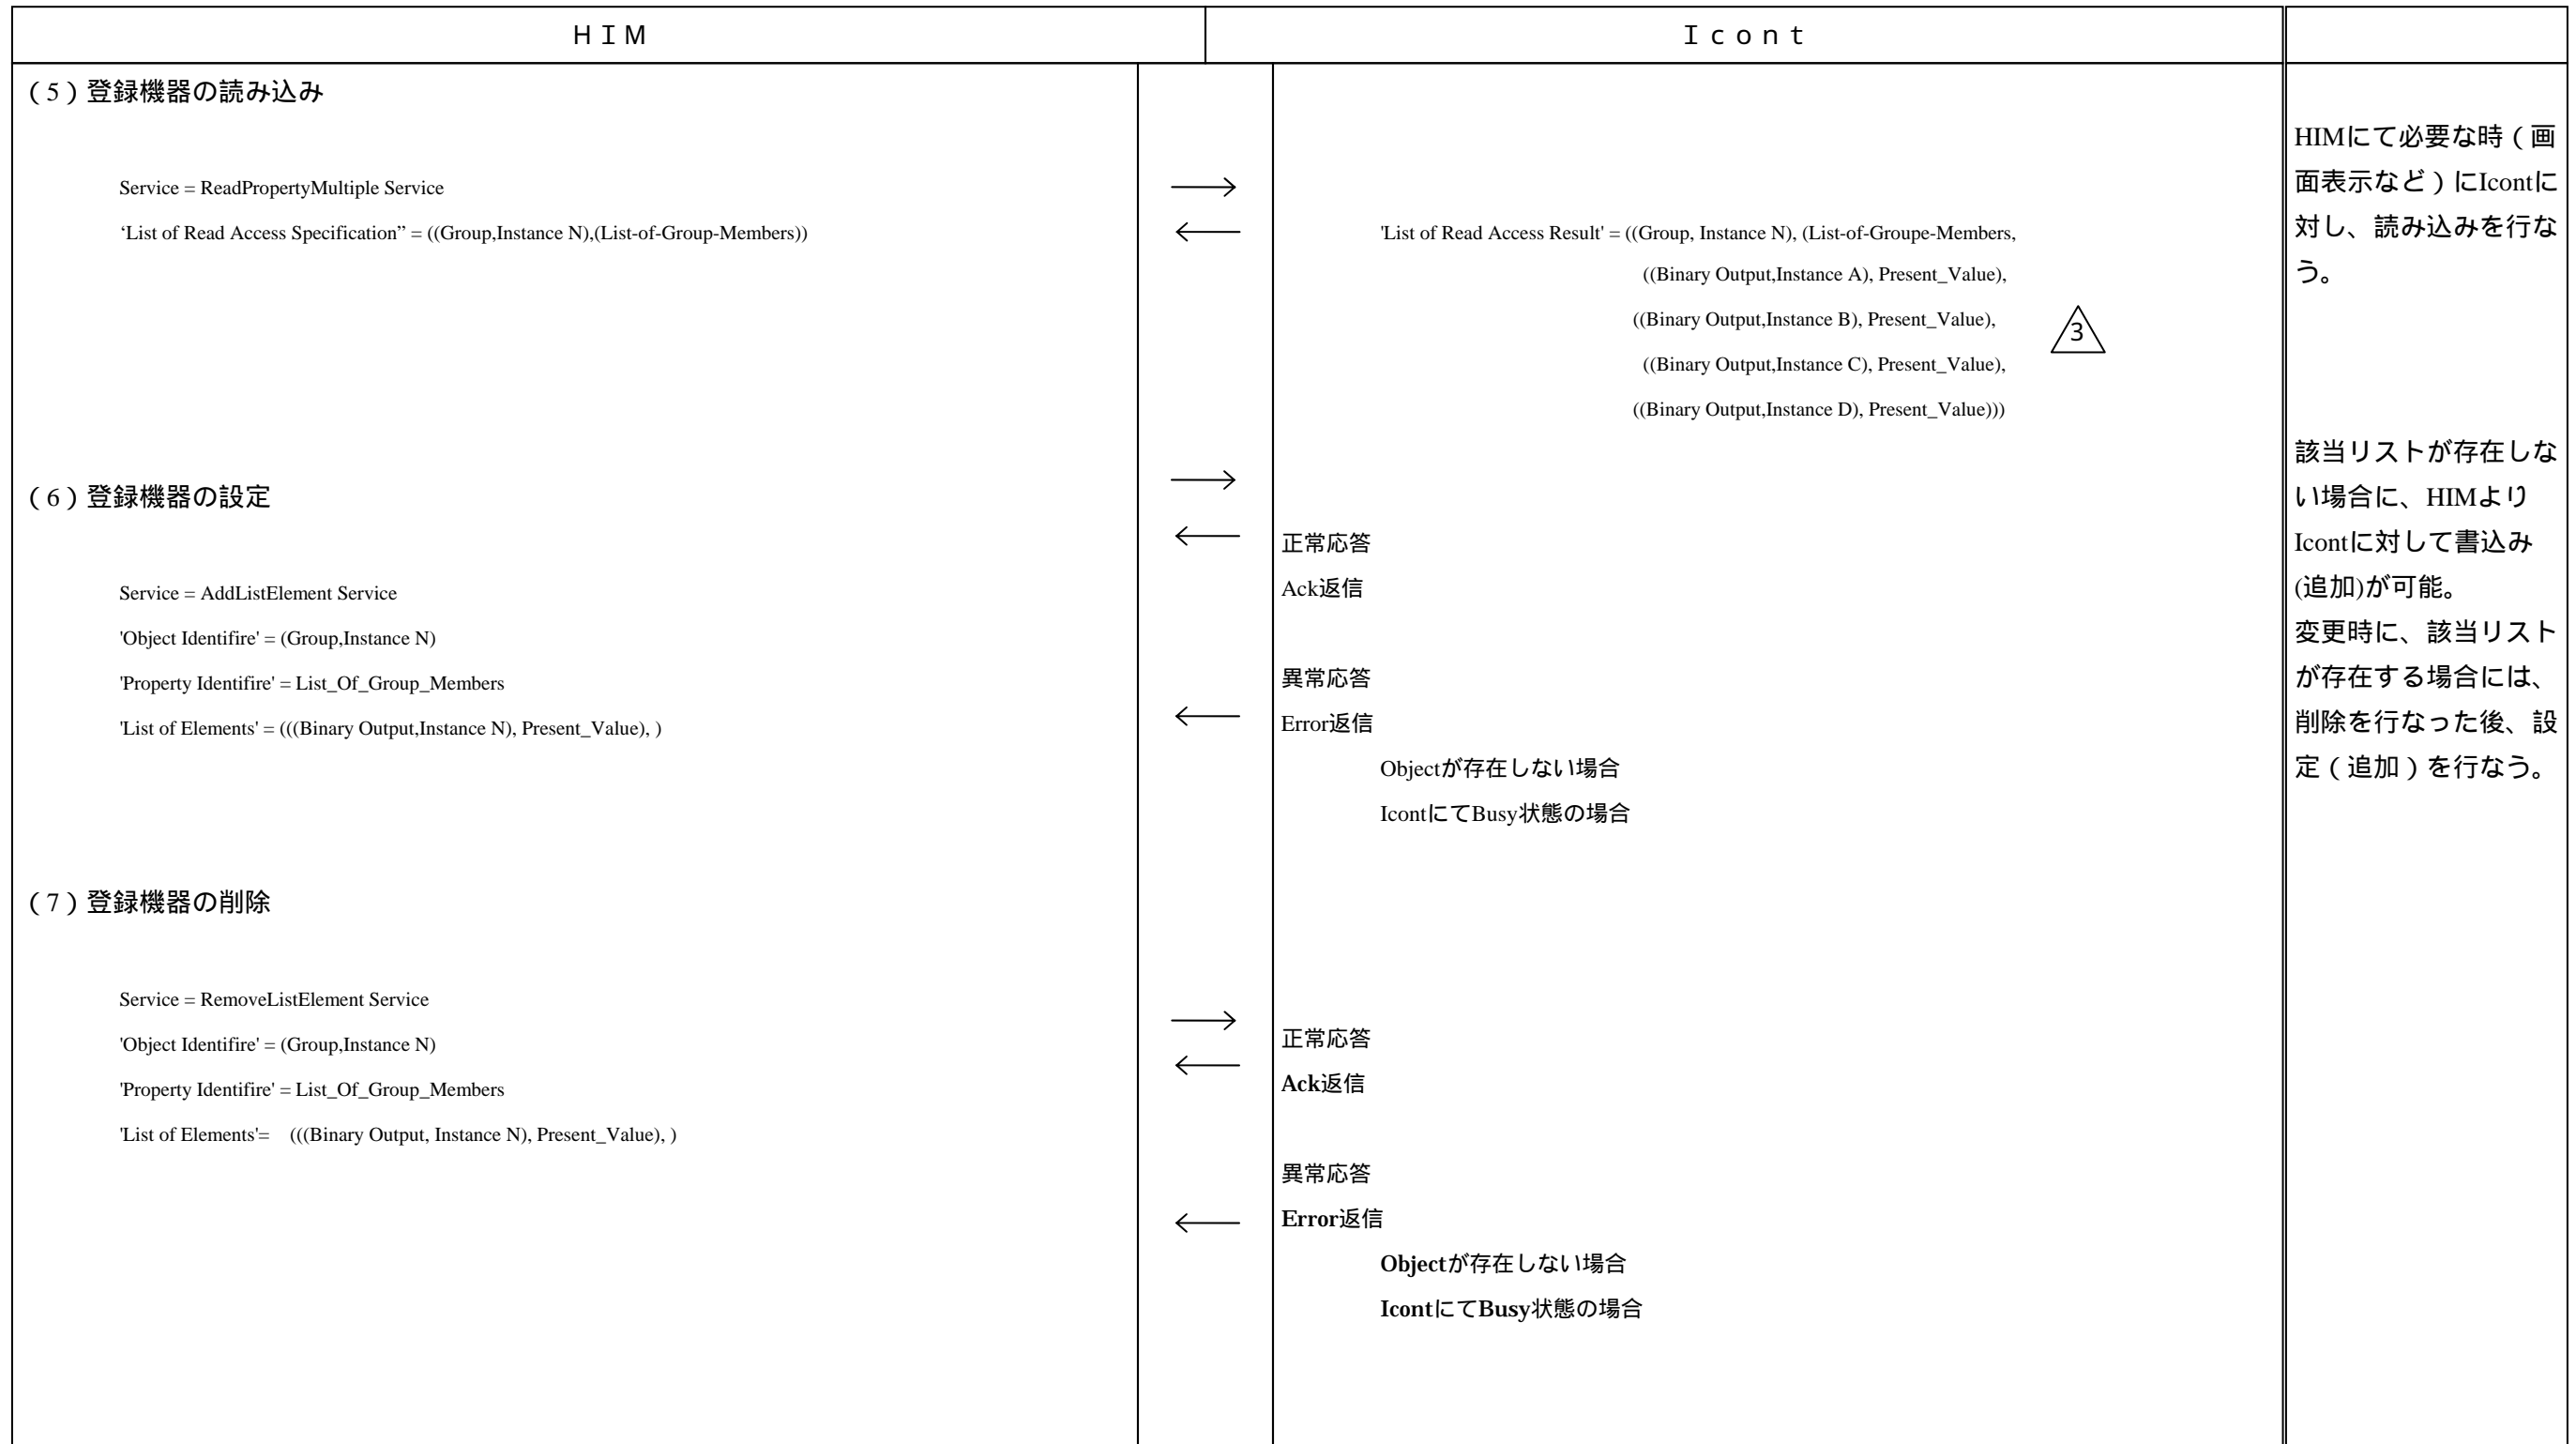 ＨＩＭ
Ｉｃｏｎｔ
（5）登録機器の読み込み
Service = ReadPropertyMultiple Service
‘List of Read Access Specification” = ((Group,Instance N),(List-of-Group-Members))
'List of Read Access Result' = ((Group, Instance N), (List-of-Groupe-Members,
((Binary Output,Instance A), Present_Value),
((Binary Output,Instance B), Present_Value),
3
((Binary Output,Instance C), Present_Value),
((Binary Output,Instance D), Present_Value)))
HIMにて必要な時（画
面表示など）にIcontに
対し、読み込みを行な
う。
（6）登録機器の設定
Service = AddListElement Service
'Object Identifire' = (Group,Instance N)
'Property Identifire' = List_Of_Group_Members
'List of Elements' = (((Binary Output,Instance N), Present_Value), )
正常応答
Ack返信
異常応答
Error返信
Objectが存在しない場合
IcontにてBusy状態の場合
該当リストが存在しな
い場合に、HIMより
Icontに対して書込み
(追加)が可能。
変更時に、該当リスト
が存在する場合には、
削除を行なった後、設
定（追加）を行なう。
（7）登録機器の削除
Service = RemoveListElement Service
'Object Identifire' = (Group,Instance N)
'Property Identifire' = List_Of_Group_Members
'List of Elements'= (((Binary Output, Instance N), Present_Value), )
正常応答
Ack返信
異常応答
Error返信
Objectが存在しない場合
IcontにてBusy状態の場合